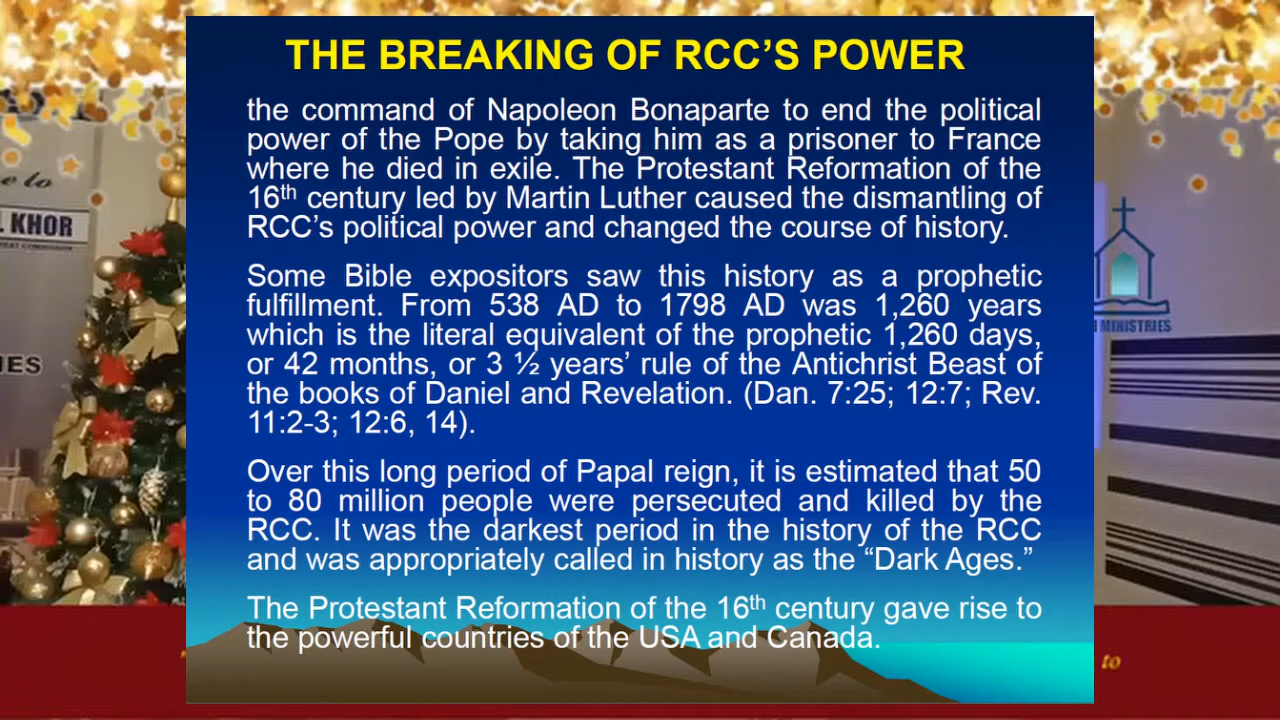 THE BREAKING OF RCC’S POWER
the command of Napoleon Bonaparte to end the political
power of the Pope by taking him as a prisoner to France
where he died in exile. The Protestant Reformation of the
16th century led by Martin Luther caused the dismantling of
RCC’s political power and changed the course of history.
Some Bible expositors saw this history as a prophetic
fulfillment. From 538 AD to 1798 AD was 1,260 years
which is the literal equivalent of the prophetic 1,260 days,
or 42 months, or 3 ½ years’ rule of the Antichrist Beast of
the books of Daniel and Revelation. (Dan. 7:25; 12:7; Rev.
11:2-3; 12:6, 14).
Over this long period of Papal reign, it is estimated that 50
to 80 million people were persecuted and killed by the
RCC. It was the darkest period in the history of the RCC
and was appropriately called in history as the “Dark Ages.”
The Protestant Reformation of the 16th century gave rise to
the powerful countries of the USA and Canada.
to
KHOR
MINISTRIES
to